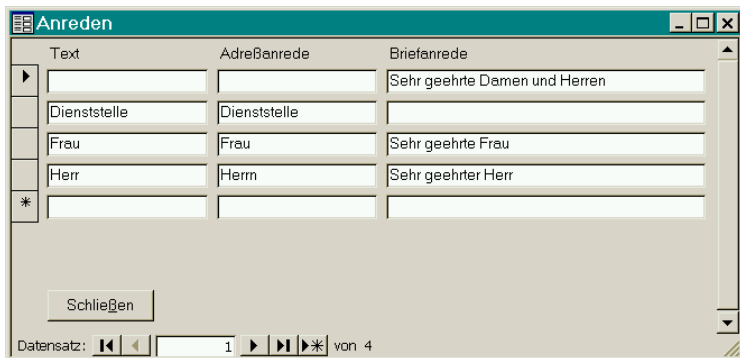 Anreden
Text Adreßanrede Briefanrede
Sehr geehrte Damen und Herren
Dienststelle Dienststelle
Frau Frau Sehr geehrte Frau
Herr Herrn Sehr geehrter Herr
Schließen
Datensatz: 1 von 4